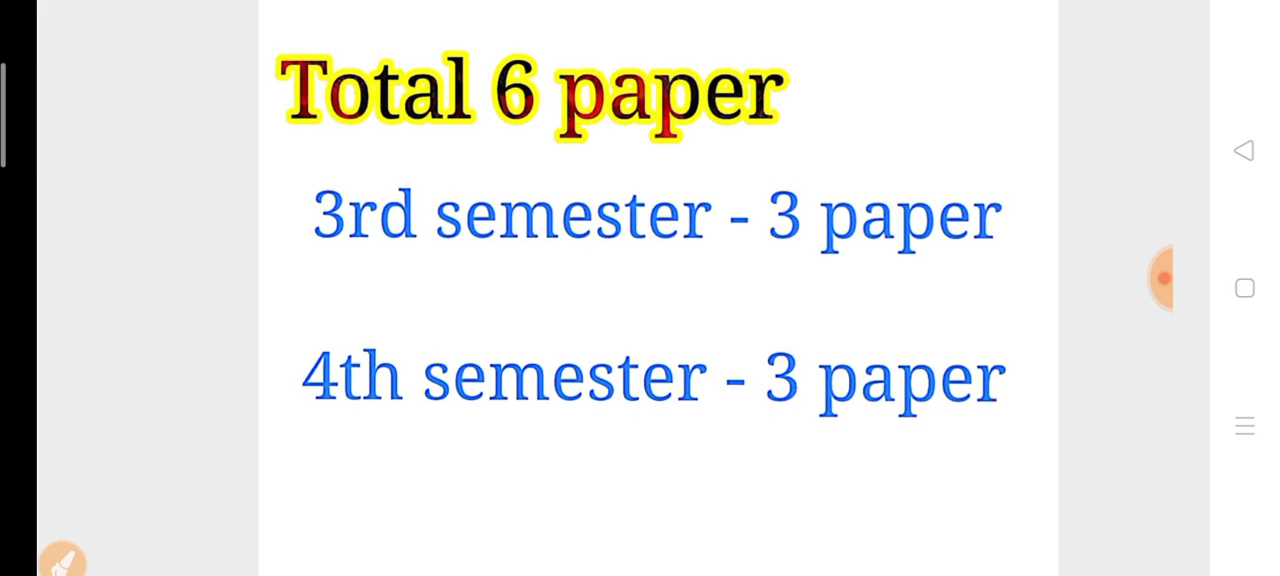 Total 6 paper
3rd semester - 3 paper
4th semester - 3 paper